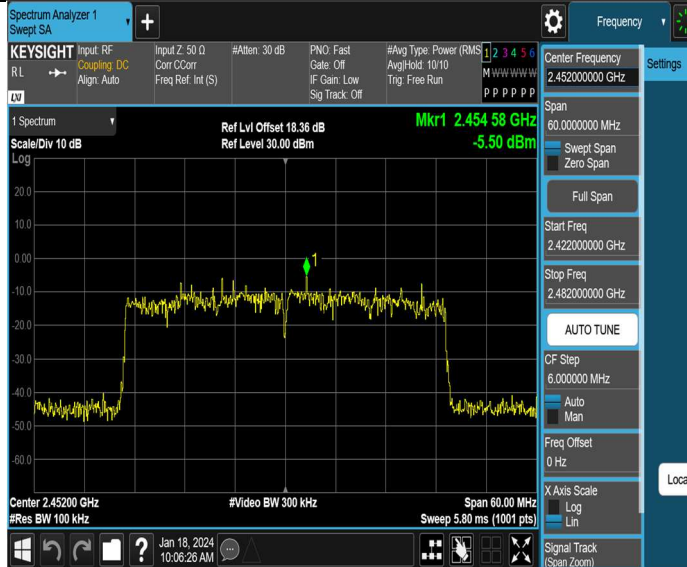 Spectrum Analyzer 1
Swept SA
+
Frequency
KEYSIGHT
RL
LXI
Input: RF
Coupling: DC
Align: Auto
Input Z: 50 Ω
Corr CCorr
Freq Ref: Int (S)
#Atten: 30 dB
PNO: Fast
Gate: Off
IF Gain: Low
Sig Track: Off
#Avg Type: Power (RMS
Avg|Hold: 10/10
Trig: Free Run
1 2 3 4 5 6
M W W W W W
P P P P P P
1 Spectrum
Scale/Div 10 dB
Log
Ref Lvl Offset 18.36 dB
Ref Level 30.00 dBm
Mkr1 2.454 58 GHz
-5.50 dBm
20.0
10.0
0.00
-10.0
-20.0
-30.0
-40.0
-50.0
-60.0
1
Center 2.45200 GHz
#Res BW 100 kHz
#Video BW 300 kHz
Span 60.00 MHz
Sweep 5.80 ms (1001 pts)
Center Frequency
2.452000000 GHz
Settings
Span
60.0000000 MHz
Swept Span
Zero Span
Full Span
Start Freq
2.422000000 GHz
Stop Freq
2.482000000 GHz
AUTO TUNE
CF Step
6.000000 MHz
Auto
Man
Freq Offset
0 Hz
X Axis Scale
Log
Lin
Loca
Signal Track
(Span Zoom)
?
Jan 18, 2024
10:06:26 AM